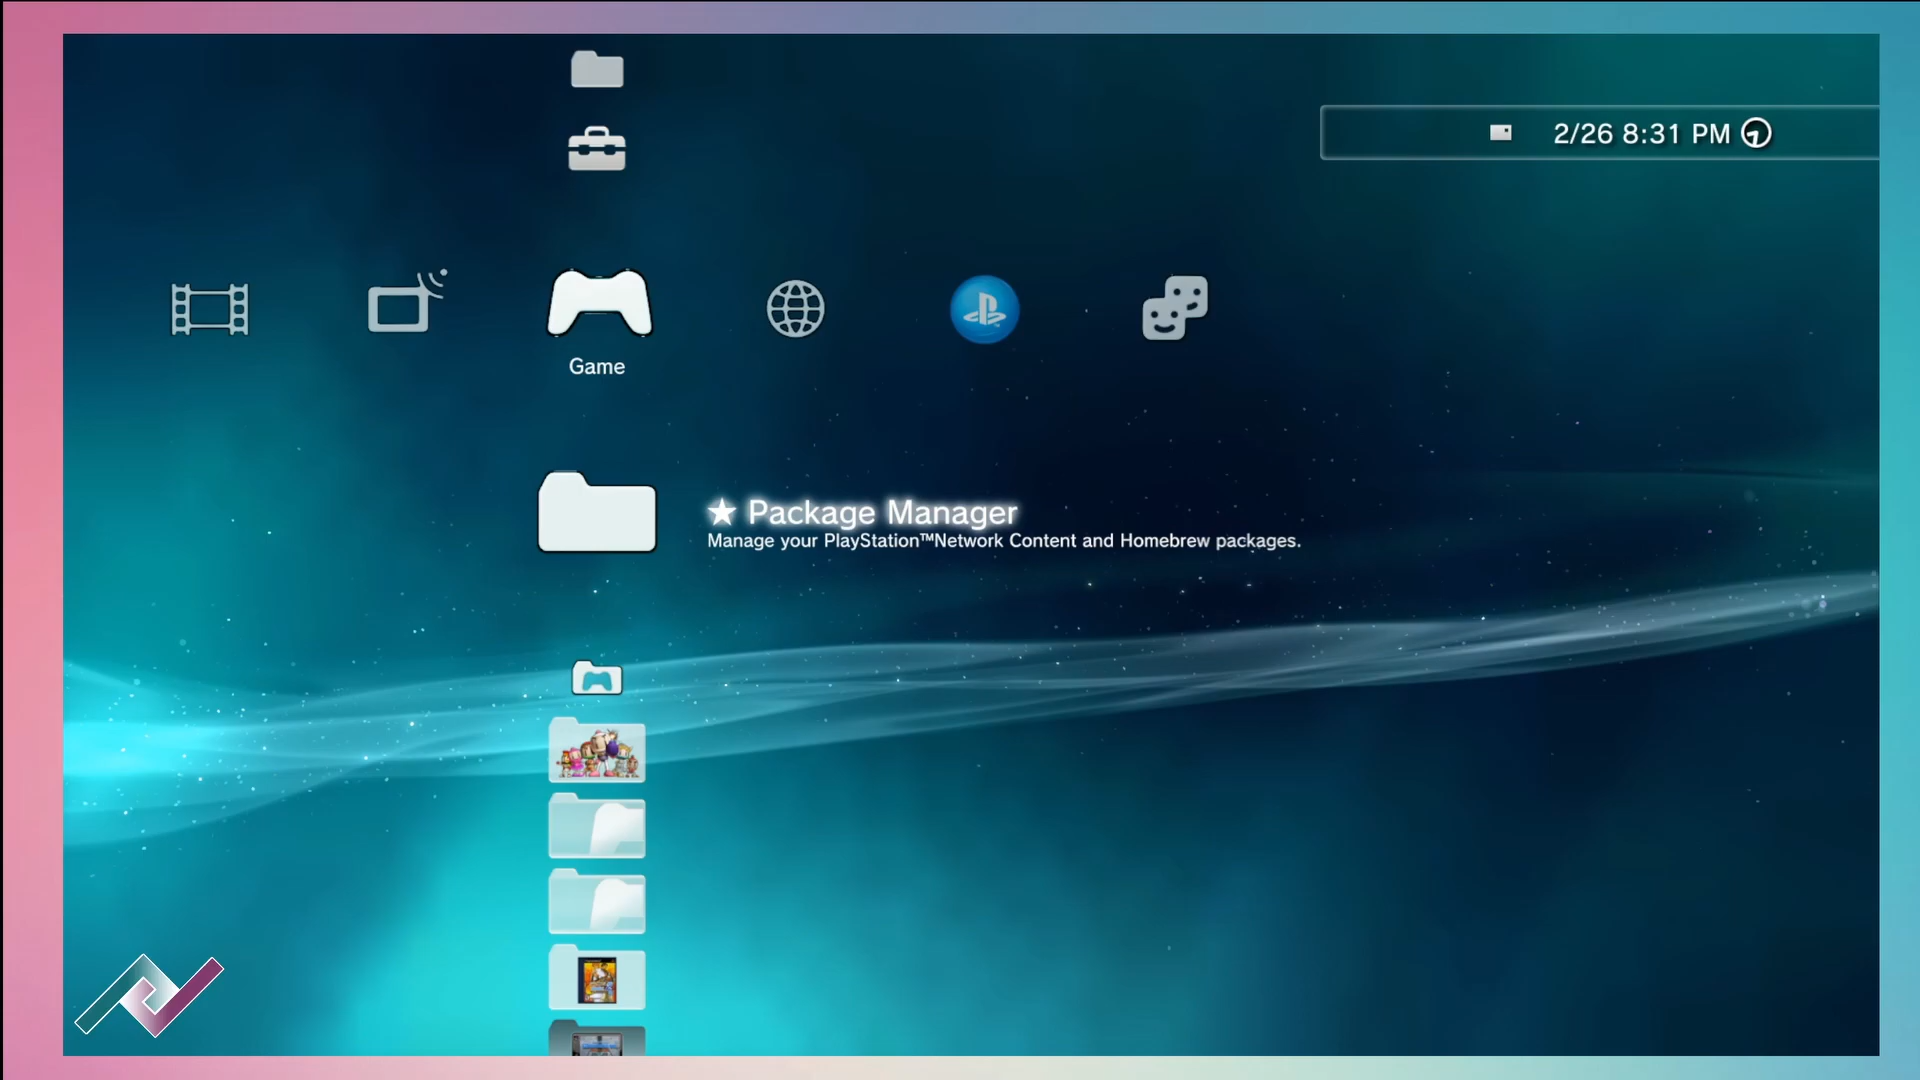 2/26 8:31 PM
Game
★ Package Manager
Manage your PlayStation™Network Content and Homebrew packages.